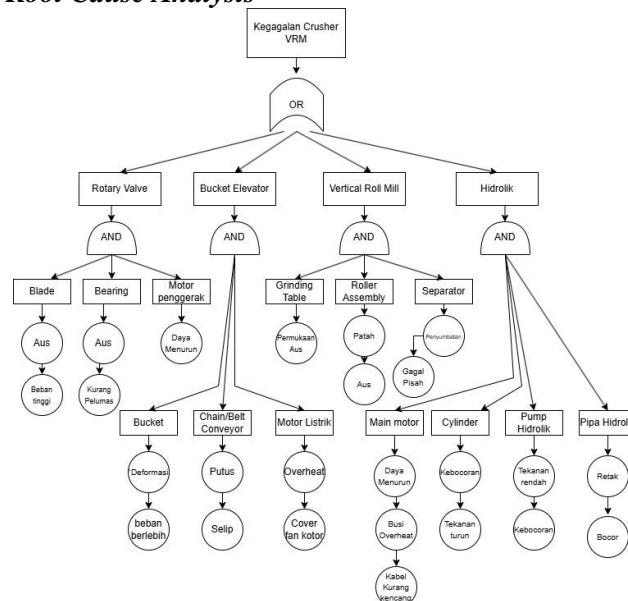 Root Cause Analysis
Kegagalan Crusher
VRM
OR
Rotary Valve
Bucket Elevator
Vertical Roll Mill
Hidrolik
AND
AND
AND
AND
Blade
Bearing
Motor
penggerak
Grinding
Table
Roller
Assembly
Separator
Aus
Aus
Daya
Menurun
Permukaan
Aus
Patah
Penyumbatan
Beban
tinggi
Kurang
Pelumas
Aus
Gagal
Pisah
Bucket
Chain/Belt
Conveyor
Motor Listrik
Main motor
Cylinder
Pump
Hidrolik
Pipa Hidrol
"Deformasi
Putus
Overheat
Daya
Menurun
Kebocoran
Tekanan
rendah
Retak
beban
berlebih
Selip
Cover
fan kotor
Busi
Overheat
Tekanan
turun
Kebocoran
Bocor
Kabel
Kurang
kencang